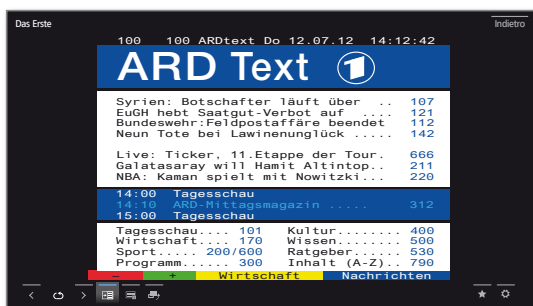 Das Erste Indietro
100 100 ARDtext Do 12.07.12 14:12:42
ARD Text 1
Syrien: Botschafter läuft über .. 107
EuGH hebt Saatgut-Verbot auf .... 121
Bundeswehr:Feldpostaffäre beendet 112
Neun Tote bei Lawinenunglück ..... 142
Live: Ticker, 11.Etappe der Tour. 666
Galatasaray will Hamit Altintop.. 211
NBA: Kaman spielt mit Nowitzki... 220
14:00 Tagesschau
14:10 ARD-Mittagsmagazin ..... 312
15:00 Tagesschau
Tagesschau.... 101 Kultur........ 400
Wirtschaft.... 170 Wissen........ 500
Sport..... 200/600 Ratgeber...... 530
Programm...... 300 Inhalt (A-Z).. 790
- + Wirtschaft Nachrichten